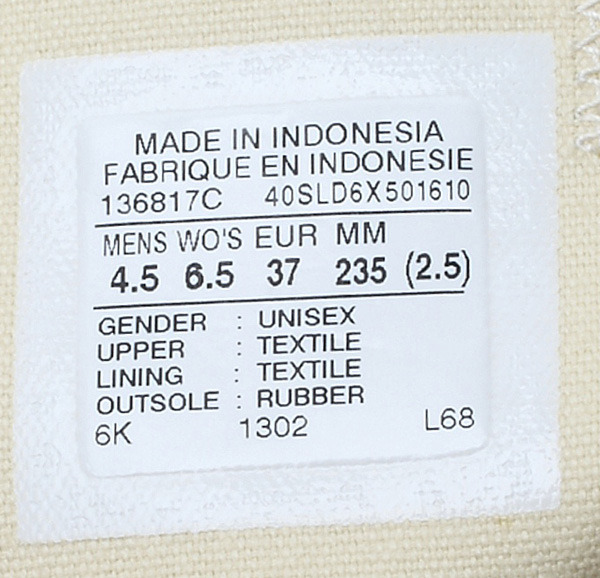 MADE IN INDONESIA
FABRIQUE EN INDONESIE
136817C 40SLD6X501610
MENS WO'S EUR MM
4.5 6.5 37 235 (2.5)
GENDER : UNISEX
UPPER : TEXTILE
LINING : TEXTILE
OUTSOLE : RUBBER
6K 1302 L68